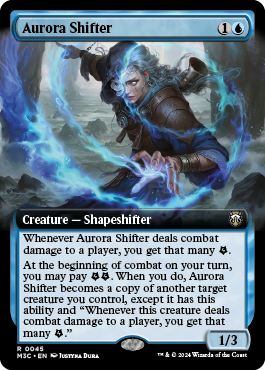 Aurora Shifter 1
Creature — Shapeshifter
Whenever Aurora Shifter deals combat
damage to a player, you get that many .
At the beginning of combat on your turn,
you may pay . When you do, Aurora
Shifter becomes a copy of another target
creature you control, except it has this
ability and “Whenever this creature deals
combat damage to a player, you get that
many .”
1/3
R 0045
M3C • EN Justyna Dura
™ & © 2024 Wizards of the Coast